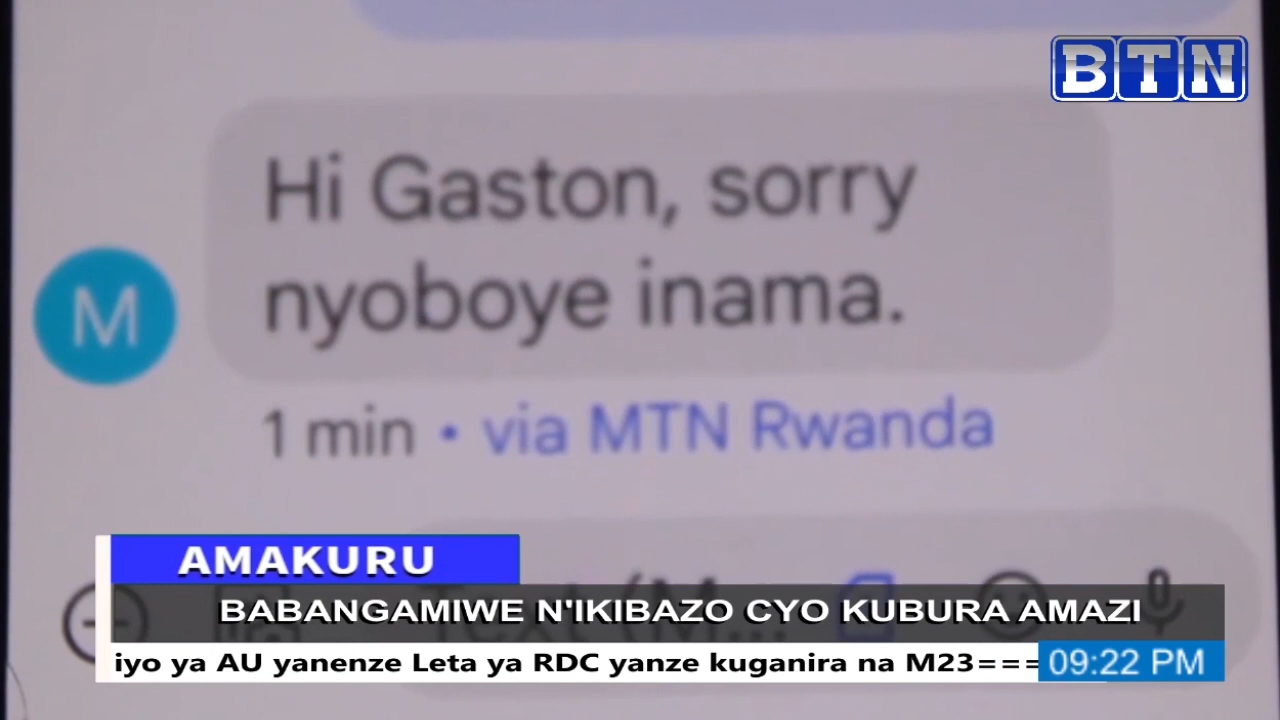 BTN
Hi Gaston, sorry
nyoboye inama.
M
1 min • via MTN Rwanda
AMAKURU
BABANGAMIWE N'IKIBAZO CYO KUBURA AMAZI
iyo ya AU yanenze Leta ya RDC yanze kuganira na M23===
09:22 PM